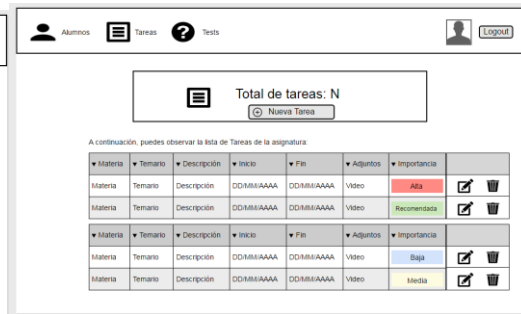 Alumnos Tareas Tests Logout
Total de tareas: N
Nueva Tarea
A continuación, puedes observar la lista de Tareas de la asignatura:
Materia Temario Descripción Inicio Fin Adjuntos Importancia
Materia Temario Descripción DD/MM/AAAA DD/MM/AAAA Video Alta
Materia Temario Descripción DD/MM/AAAA DD/MM/AAAA Video Recomendada
Materia Temario Descripción Inicio Fin Adjuntos Importancia
Materia Temario Descripción DD/MM/AAAA DD/MM/AAAA Video Baja
Materia Temario Descripción DD/MM/AAAA DD/MM/AAAA Video Media